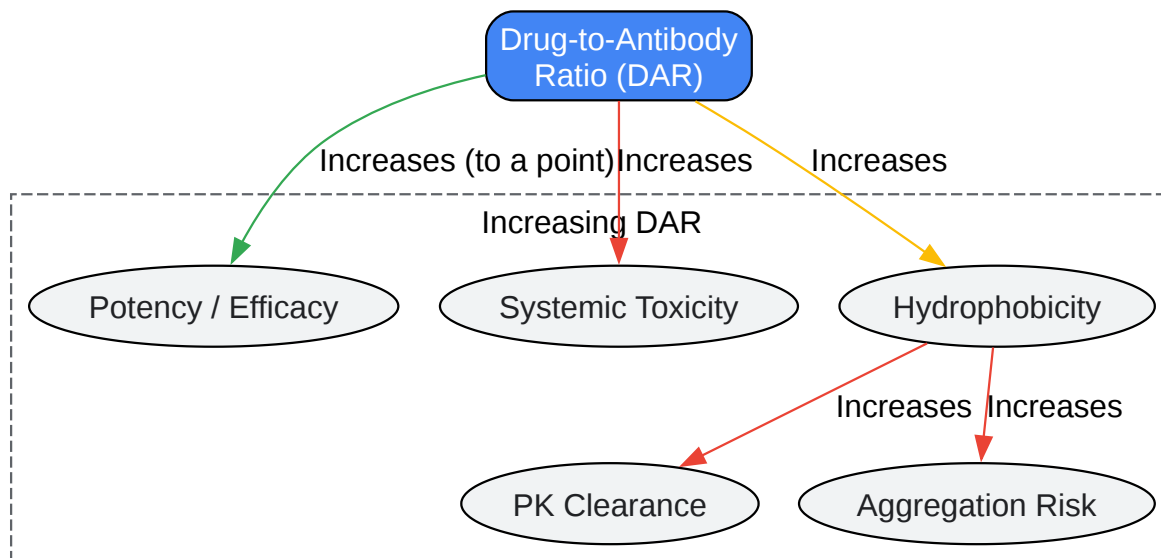 Drug-to-Antibody
Ratio (DAR)
Increases (to a point)
Increases
Increases
Increasing DAR
Potency / Efficacy
Systemic Toxicity
Hydrophobicity
Increases
Increases
PK Clearance
Aggregation Risk